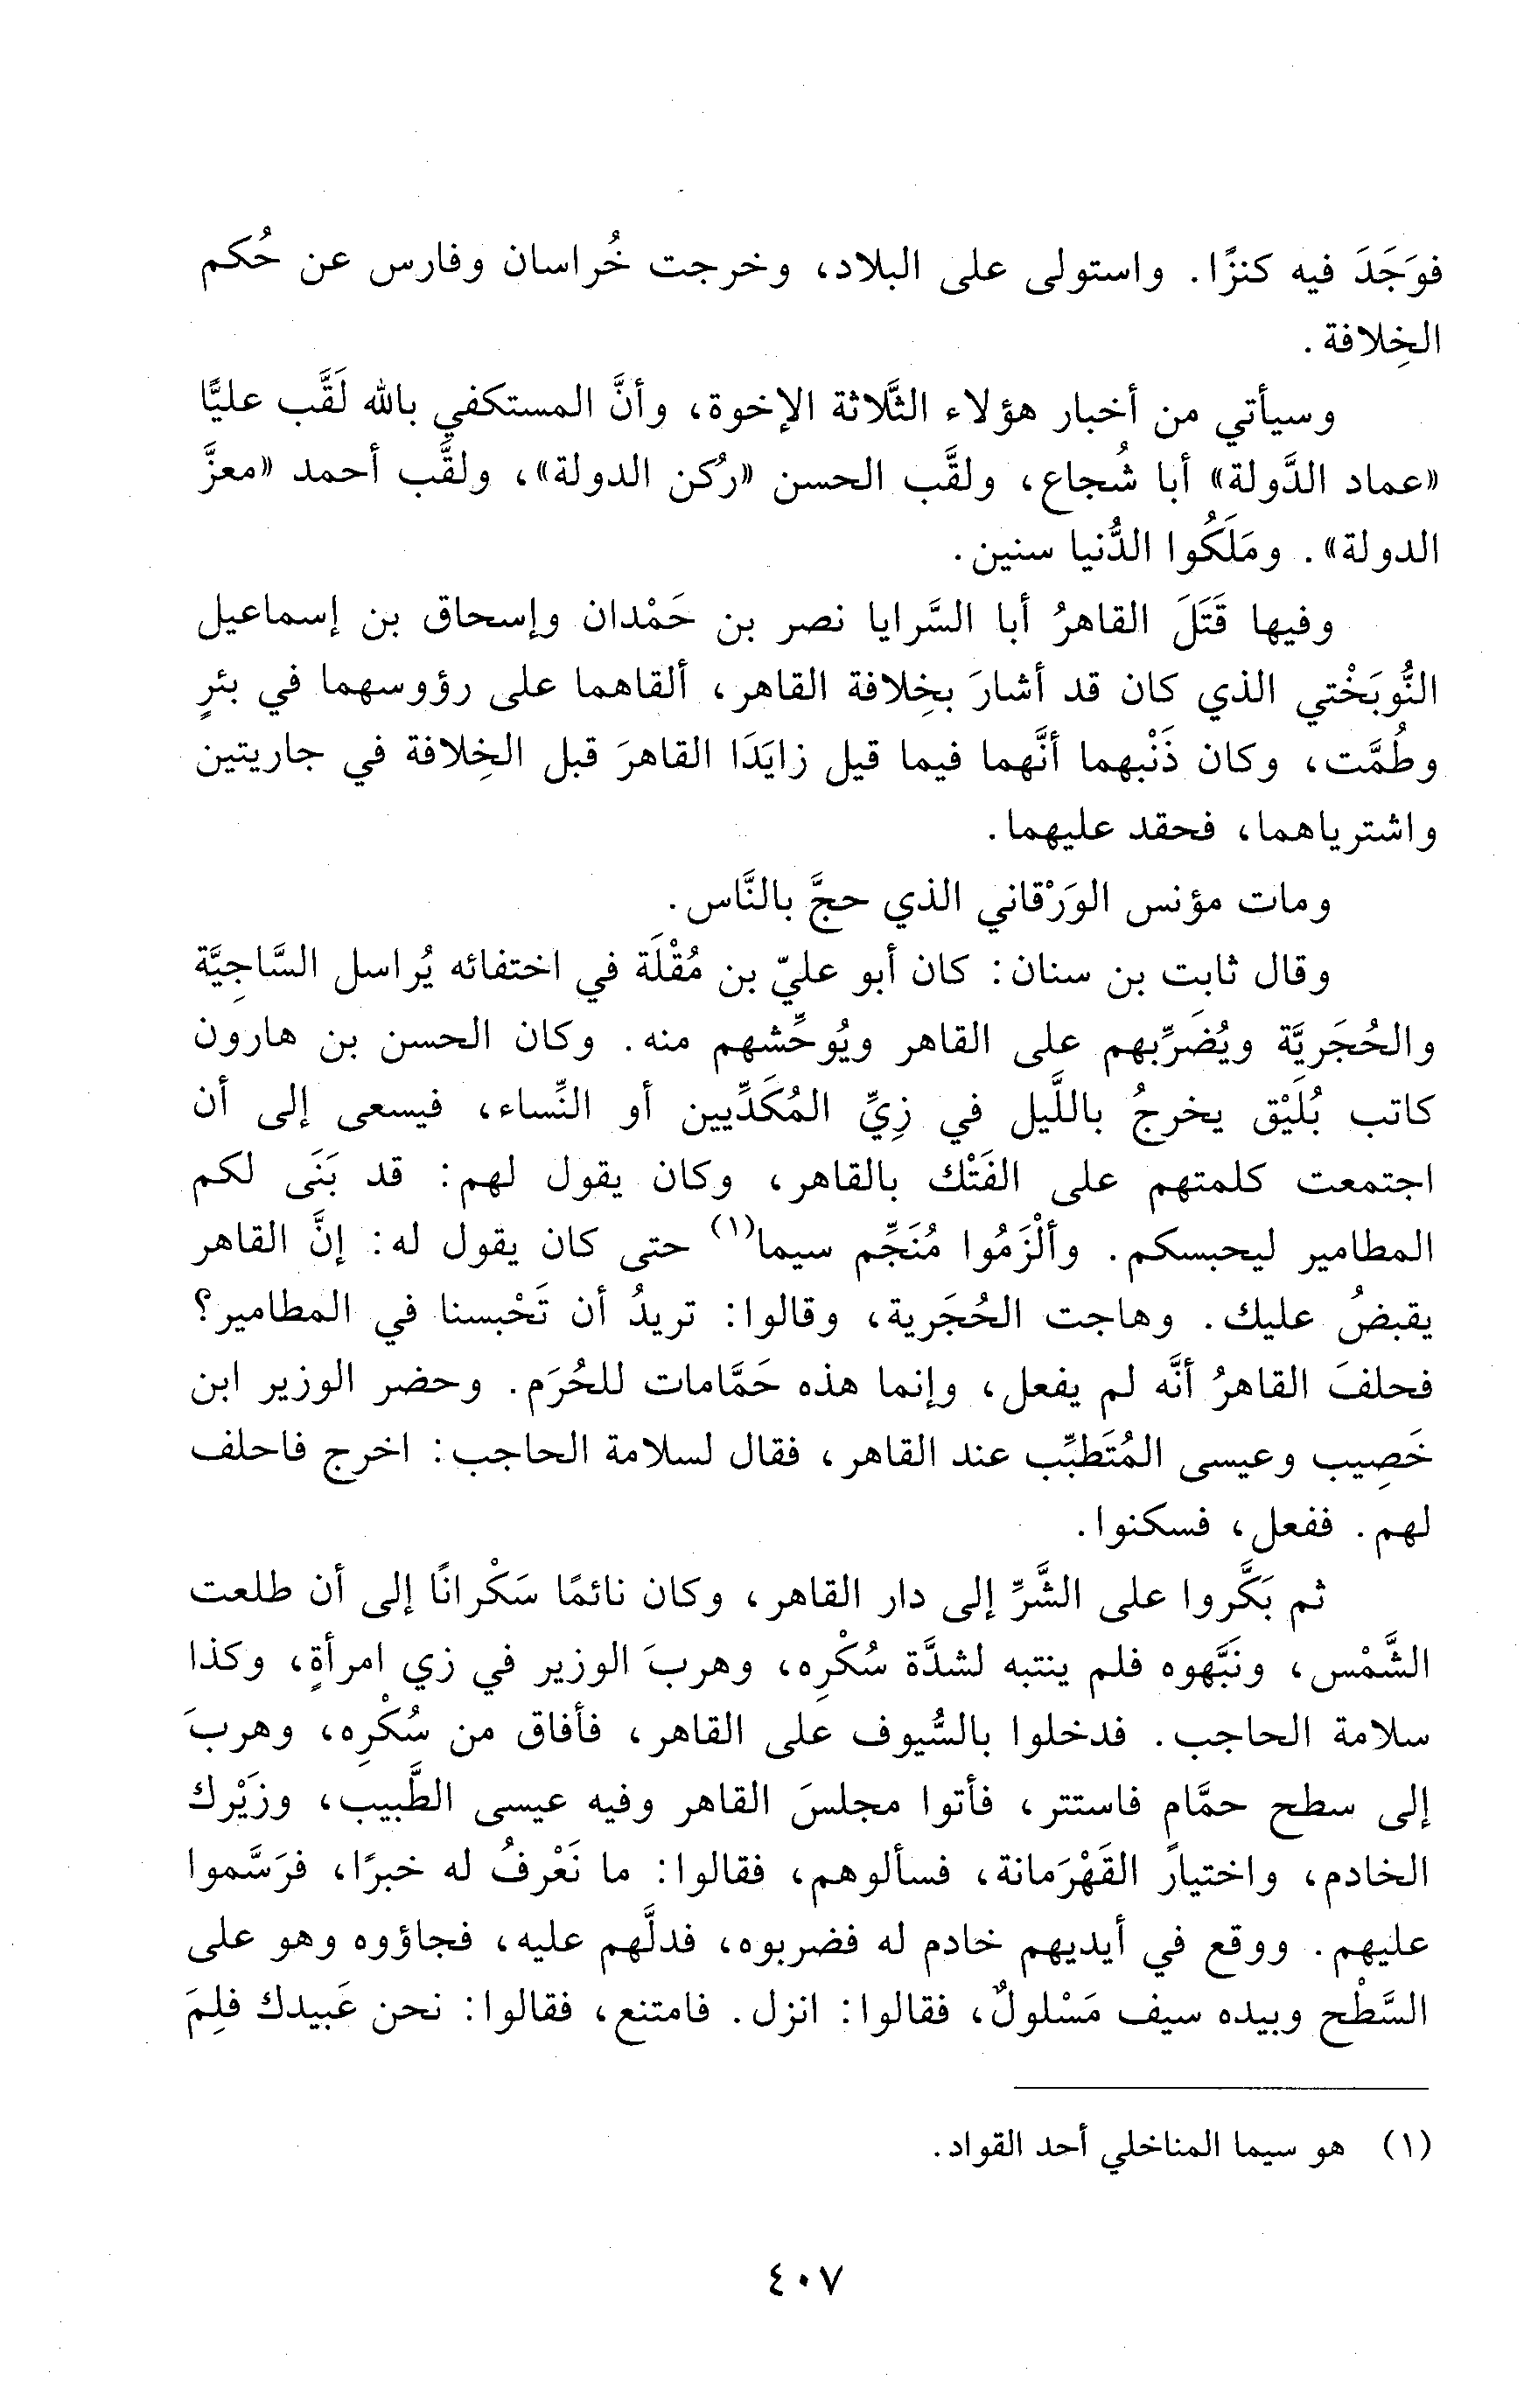 فوَجَدَ فيه كنزًا. واستولى على البلاد، وخرجت خُراسان وفارس عن حُكم
الخِلافة.
وسيأتي من أخبار هؤلاء الثَّلاثة الإخوة، وأنَّ المستكفي بالله لَقَّب عليًّا
«عماد الدَّولة» أبا شُجاع، ولقَّب الحسن «رُكن الدولة»، ولقَّب أحمد «معزَّ
الدولة». ومَلَكُوا الدُّنيا سنين.
وفيها قَتَلَ القاهرُ أبا السَّرايا نصر بن حَمْدان وإسحاق بن إسماعيل
النُّوبَخْتي الذي كان قد أشارَ بخِلافة القاهر، ألقاهما على رؤوسهما في بئرٍ
وطُمَّت، وكان ذَنْبهما أنَّهما فيما قيل زايَدَا القاهرَ قبل الخِلافة في جاريتين
واشترياهما، فحقد عليهما.
ومات مؤنس الوَرْقاني الذي حجَّ بالنَّاس.
وقال ثابت بن سنان: كان أبو عليّ بن مُقْلَة في اختفائه يُراسل السَّاجِيَّة
والحُجَريَّة ويُضَرِّبهم على القاهر ويُوحِّشهم منه. وكان الحسن بن هارون
كاتب بُلَيْق يخرجُ باللَّيل في زِيِّ المُكَدِّيين أو النِّساء، فيسعى إلى أن
اجتمعت كلمتهم على الفَتْك بالقاهر، وكان يقول لهم: قد بَنَى لكم
المطامير ليحبسكم. وألْزَمُوا مُنَجِّم سيما(١) حتى كان يقول له: إنَّ القاهر
يقبضُ عليك. وهاجت الحُجَرية، وقالوا: تريدُ أن تَحْبسنا في المطامير؟
فحلفَ القاهرُ أنَّه لم يفعل، وإنما هذه حَمَّامات للحُرَم. وحضر الوزير ابن
خَصِيب وعيسى المُتَطبِّب عند القاهر، فقال لسلامة الحاجب: اخرج فاحلف
لهم. ففعل، فسكنوا.
ثم بَكَّروا على الشَّرِّ إلى دار القاهر، وكان نائمًا سَكْرانًا إلى أن طلعت
الشَّمْس، ونَبَّهوه فلم ينتبه لشدَّة سُكْرِه، وهربَ الوزير في زي امرأةٍ، وكذا
سلامة الحاجب. فدخلوا بالسُّيوف على القاهر، فأفاق من سُكْرِه، وهربَ
إلى سطح حمَّامٍ فاستتر، فأتوا مجلسَ القاهر وفيه عيسى الطَّبيب، وزَيْرك
الخادم، واختيارُ القَهْرَمانة، فسألوهم، فقالوا: ما نَعْرفُ له خبرًا، فرَسَّموا
عليهم. ووقع في أيديهم خادم له فضربوه، فدلَّهم عليه، فجاؤوه وهو على
السَّطْح وبيده سيف مَسْلولٌ، فقالوا: انزل. فامتنع، فقالوا: نحن عَبيدك فلِمَ
(١) هو سيما المناخلي أحد القواد.
٤٠٧